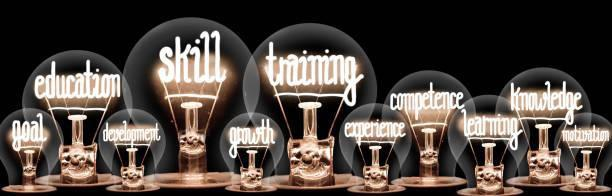 goal
education
development
skill
growth
training
experience
competence
learning
knowledge
motivation